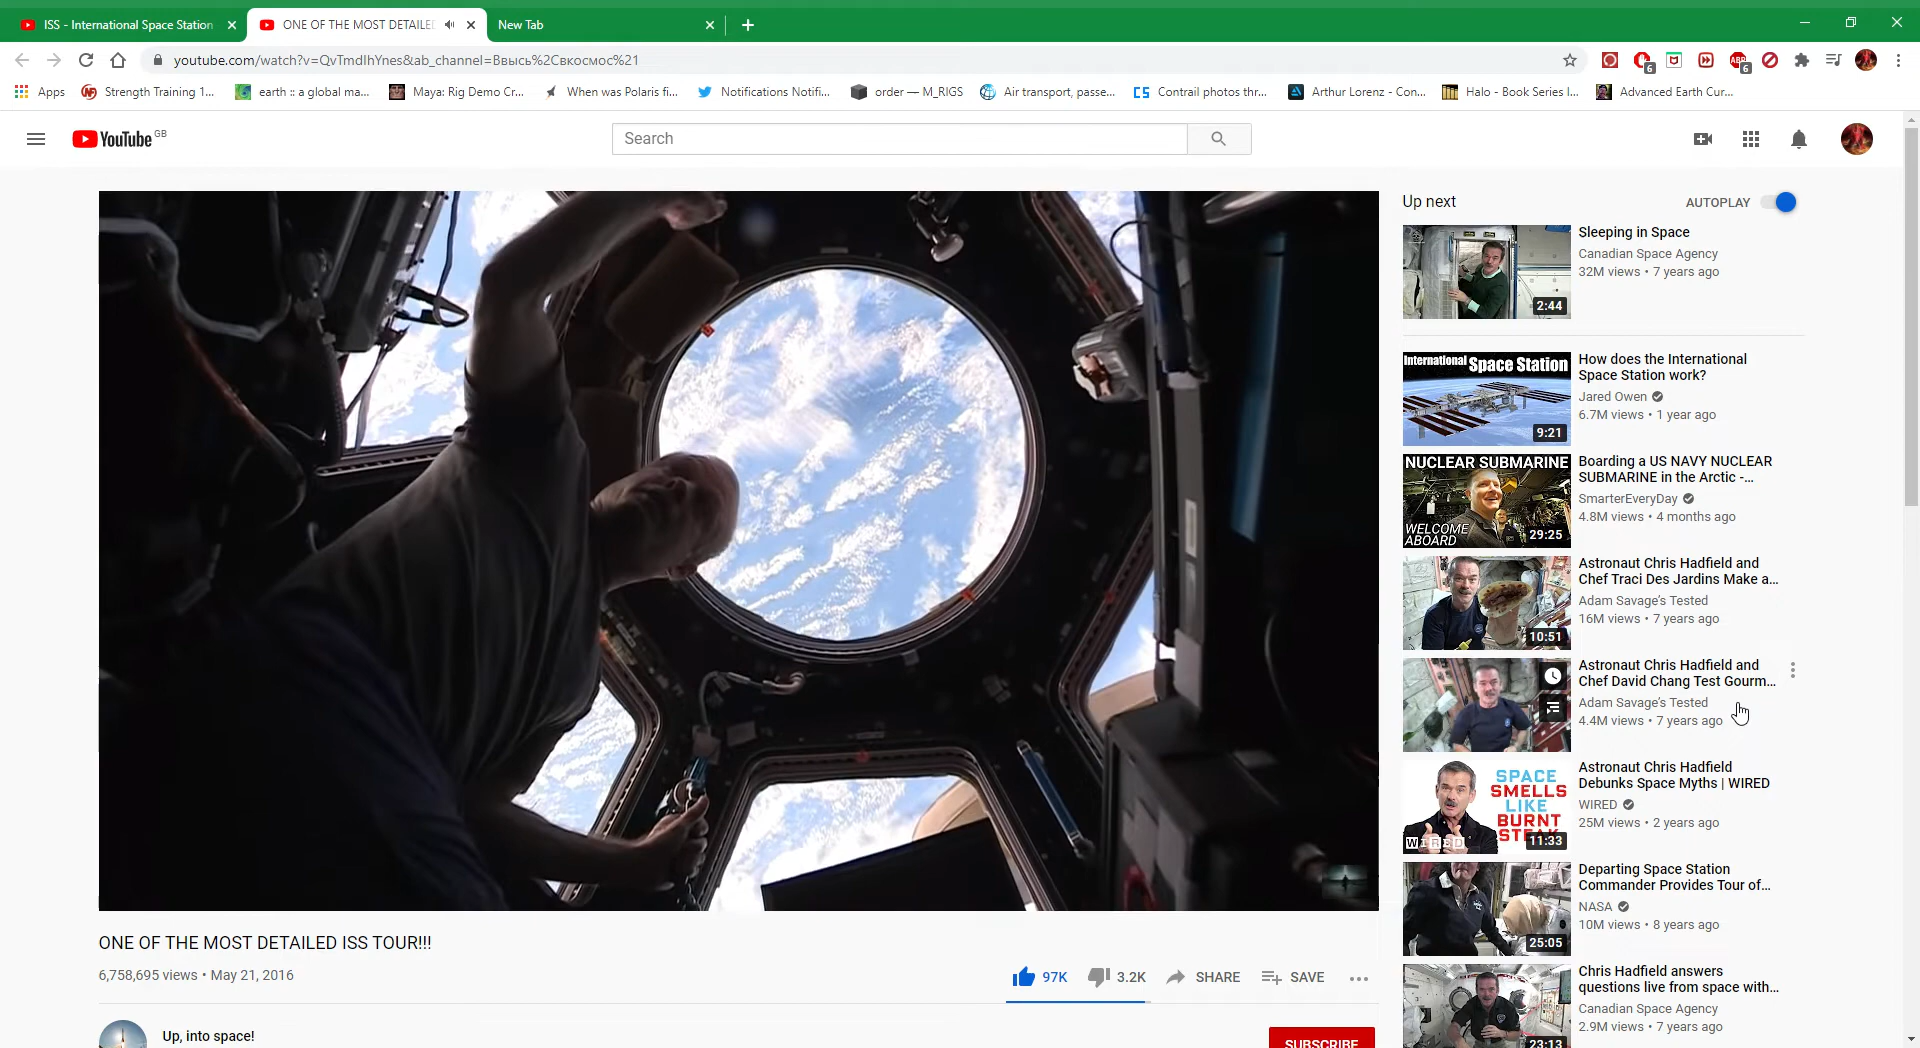 ISS - International Space Station
ONE OF THE MOST DETAILED
New Tab
youtube.com/watch?v=QvTmdIhYnes&ab_channel=Ввысь%2Свкосмос%21
6
6
Apps
Strength Training 1...
earth :: a global ma...
Maya: Rig Demo Cr...
When was Polaris fi...
Notifications Notifi...
order — M_RIGS
Air transport, passe...
Contrail photos thr...
Arthur Lorenz - Con...
Halo - Book Series I...
Advanced Earth Cur...
YouTube GB
Search
Up next
AUTOPLAY
Sleeping in Space
Canadian Space Agency
32M views • 7 years ago
2:44
International Space Station
9:21
How does the International
Space Station work?
Jared Owen
6.7M views • 1 year ago
NUCLEAR SUBMARINE
WELCOME
ABOARD
29:25
Boarding a US NAVY NUCLEAR
SUBMARINE in the Arctic -...
SmarterEveryDay
4.8M views • 4 months ago
10:51
Astronaut Chris Hadfield and
Chef Traci Des Jardins Make a...
Adam Savage's Tested
16M views • 7 years ago
Astronaut Chris Hadfield and
Chef David Chang Test Gourm...
Adam Savage's Tested
4.4M views • 7 years ago
SPACE
SMELLS
LIKE
BURNT
WIRED
11:33
Astronaut Chris Hadfield
Debunks Space Myths | WIRED
WIRED
25M views • 2 years ago
25:05
Departing Space Station
Commander Provides Tour of...
NASA
10M views • 8 years ago
23:13
Chris Hadfield answers
questions live from space with...
Canadian Space Agency
2.9M views • 7 years ago
ONE OF THE MOST DETAILED ISS TOUR!!!
6,758,695 views • May 21, 2016
97K
3.2K
SHARE
SAVE
Up, into space!
SUBSCRIBE